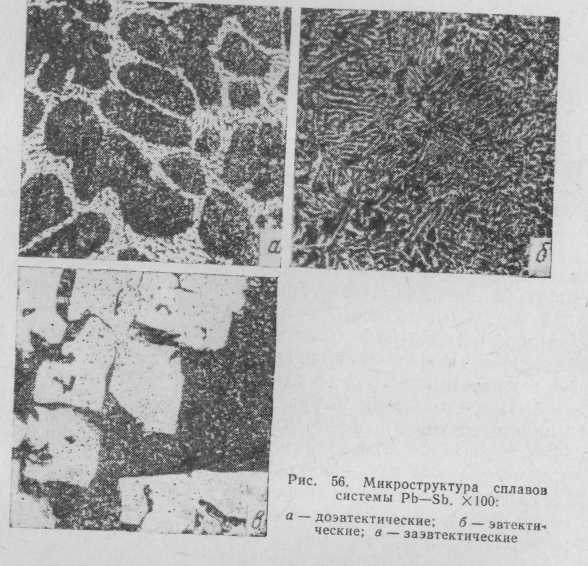 а
б
в
Рис. 56. Микроструктура сплавов
системы Pb—Sb. ×100:
а — доэвтектические; б — эвтекти-
ческие; в — заэвтектические